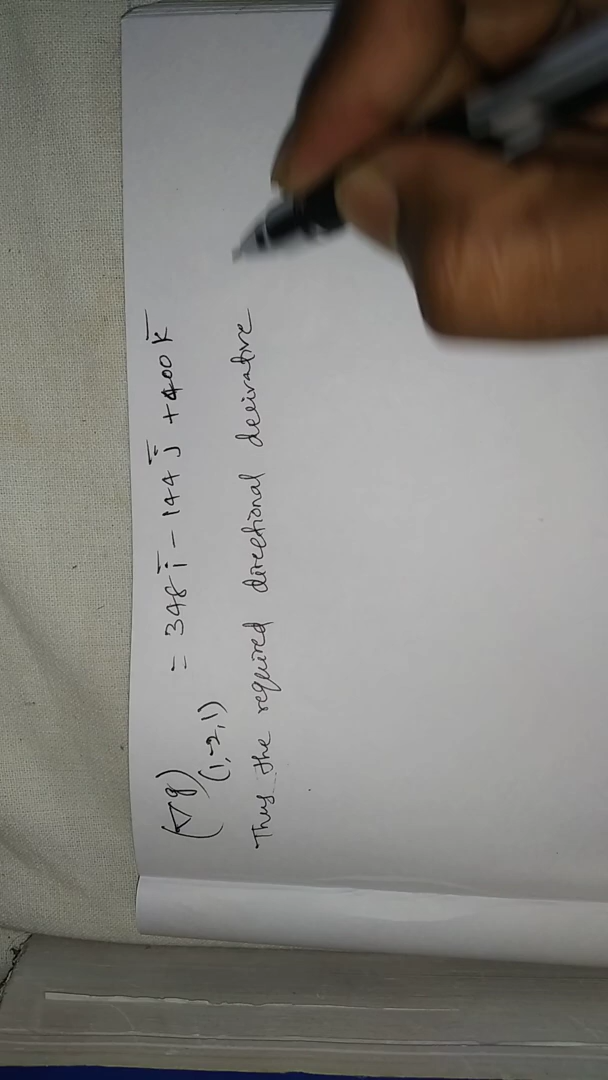 (∇g)(1,-2,1) = 348 i̅ - 144 j̅ + 400 k̅
Thus the required directional derivative